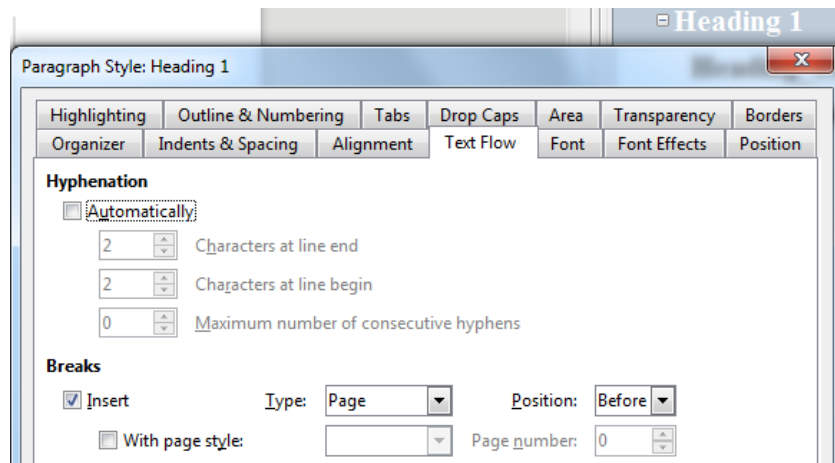 Heading 1
Paragraph Style: Heading 1
Highlighting Outline & Numbering Tabs Drop Caps Area Transparency Borders
Organizer Indents & Spacing Alignment Text Flow Font Font Effects Position
Hyphenation
Automatically
2 Characters at line end
2 Characters at line begin
0 Maximum number of consecutive hyphens
Breaks
Insert Type: Page Position: Before
With page style: Page number: 0